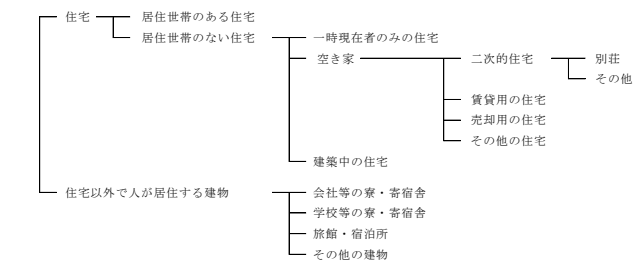 住宅 居住世帯のある住宅
居住世帯のない住宅 一時現在者のみの住宅
空き家 二次的住宅 別荘
その他
賃貸用の住宅
売却用の住宅
その他の住宅
建築中の住宅
住宅以外で人が居住する建物 会社等の寮・寄宿舎
学校等の寮・寄宿舎
旅館・宿泊所
その他の建物